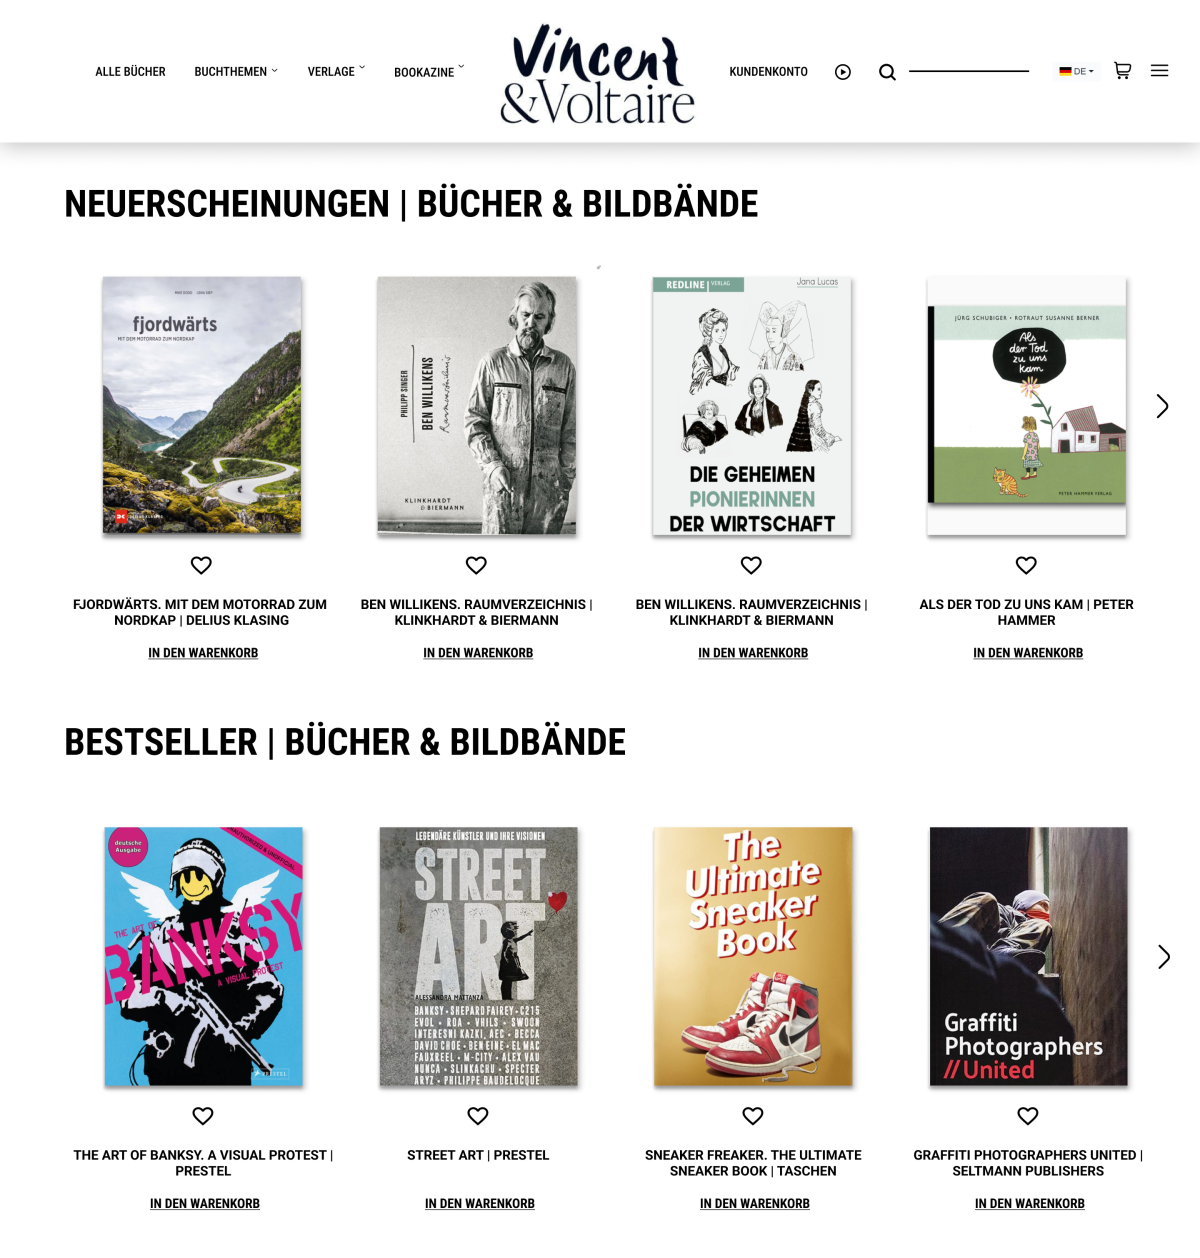 ALLE BÜCHER
BUCHTHEMEN
VERLAGE
BOOKAZINE
Vincent
&Voltaire
KUNDENKONTO
DE
NEUERSCHEINUNGEN | BÜCHER & BILDBÄNDE
fjordwärts
MIT DEM MOTORRAD ZUM NORDKAP
PHILIPP SINGER
BEN WILLIKENS
Raumverzeichnis
KLINKHARDT
& BIERMANN
REDLINE | VERLAG
Jana Lucas
DIE GEHEIMEN
PIONIERINNEN
DER WIRTSCHAFT
JÜRG SCHUBIGER • ROTRAUT SUSANNE BERNER
Als
der Tod
zu uns
kam
PETER HAMMER VERLAG
FJORDWÄRTS. MIT DEM MOTORRAD ZUM
NORDKAP | DELIUS KLASING
IN DEN WARENKORB
BEN WILLIKENS. RAUMVERZEICHNIS |
KLINKHARDT & BIERMANN
IN DEN WARENKORB
BEN WILLIKENS. RAUMVERZEICHNIS |
KLINKHARDT & BIERMANN
IN DEN WARENKORB
ALS DER TOD ZU UNS KAM | PETER
HAMMER
IN DEN WARENKORB
BESTSELLER | BÜCHER & BILDBÄNDE
deutsche
Ausgabe
UNAUTHORIZED & UNOFFICIAL
THE ART OF
BANKSY
A VISUAL PROTEST
PRESTEL
LEGENDÄRE KÜNSTLER UND IHRE VISIONEN
STREET
ART
ALESSANDRA MATTANZA
BANKSY • SHEPARD FAIREY • C215
EVOL • ROA • VHILS • SWOON
INTERESNI KAZKI, AEC • BECCA
DAVID CHOE • BEN EINE • EL MAC
FAUXREEL • M-CITY • ALEX VAU
NUNCA • SLINKACHU • SPECTER
ARYZ • PHILIPPE BAUDELOCQUE
The
Ultimate
Sneaker
Book
Graffiti
Photographers
//United
THE ART OF BANKSY. A VISUAL PROTEST |
PRESTEL
IN DEN WARENKORB
STREET ART | PRESTEL
IN DEN WARENKORB
SNEAKER FREAKER. THE ULTIMATE
SNEAKER BOOK | TASCHEN
IN DEN WARENKORB
GRAFFITI PHOTOGRAPHERS UNITED |
SELTMANN PUBLISHERS
IN DEN WARENKORB